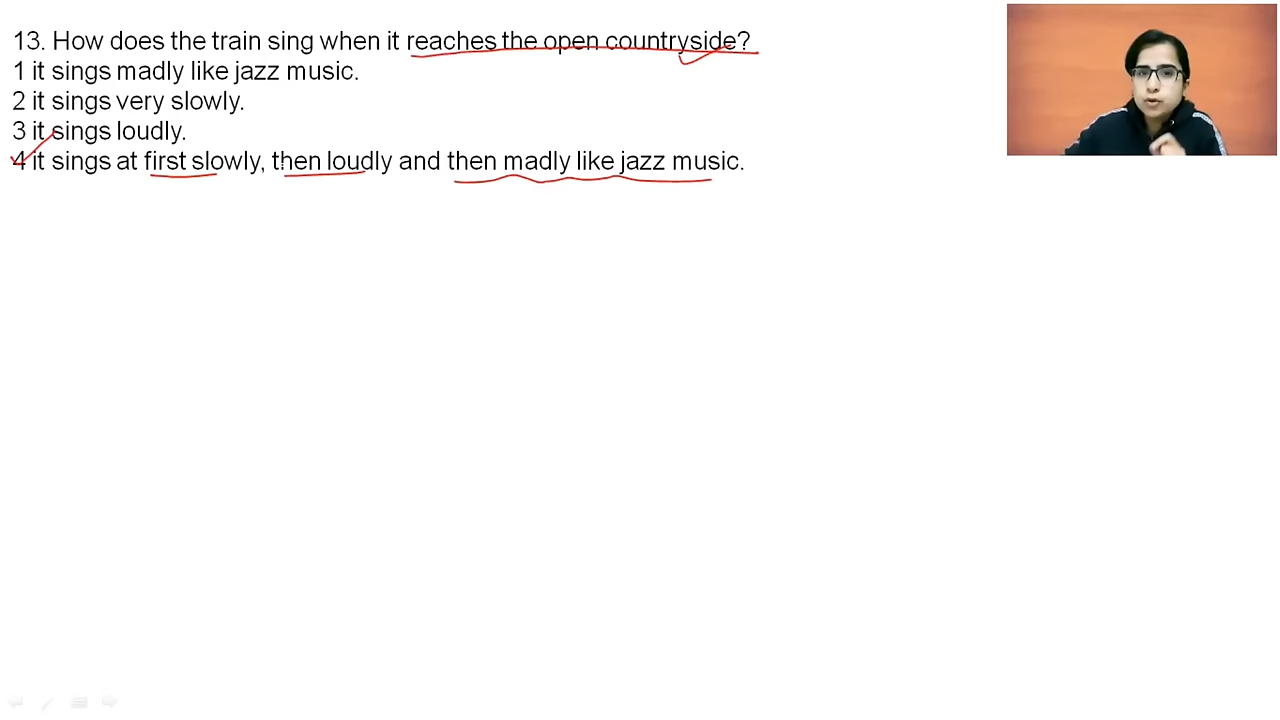 13. How does the train sing when it reaches the open countryside?
1 it sings madly like jazz music.
2 it sings very slowly.
3 it sings loudly.
4 it sings at first slowly, then loudly and then madly like jazz music.